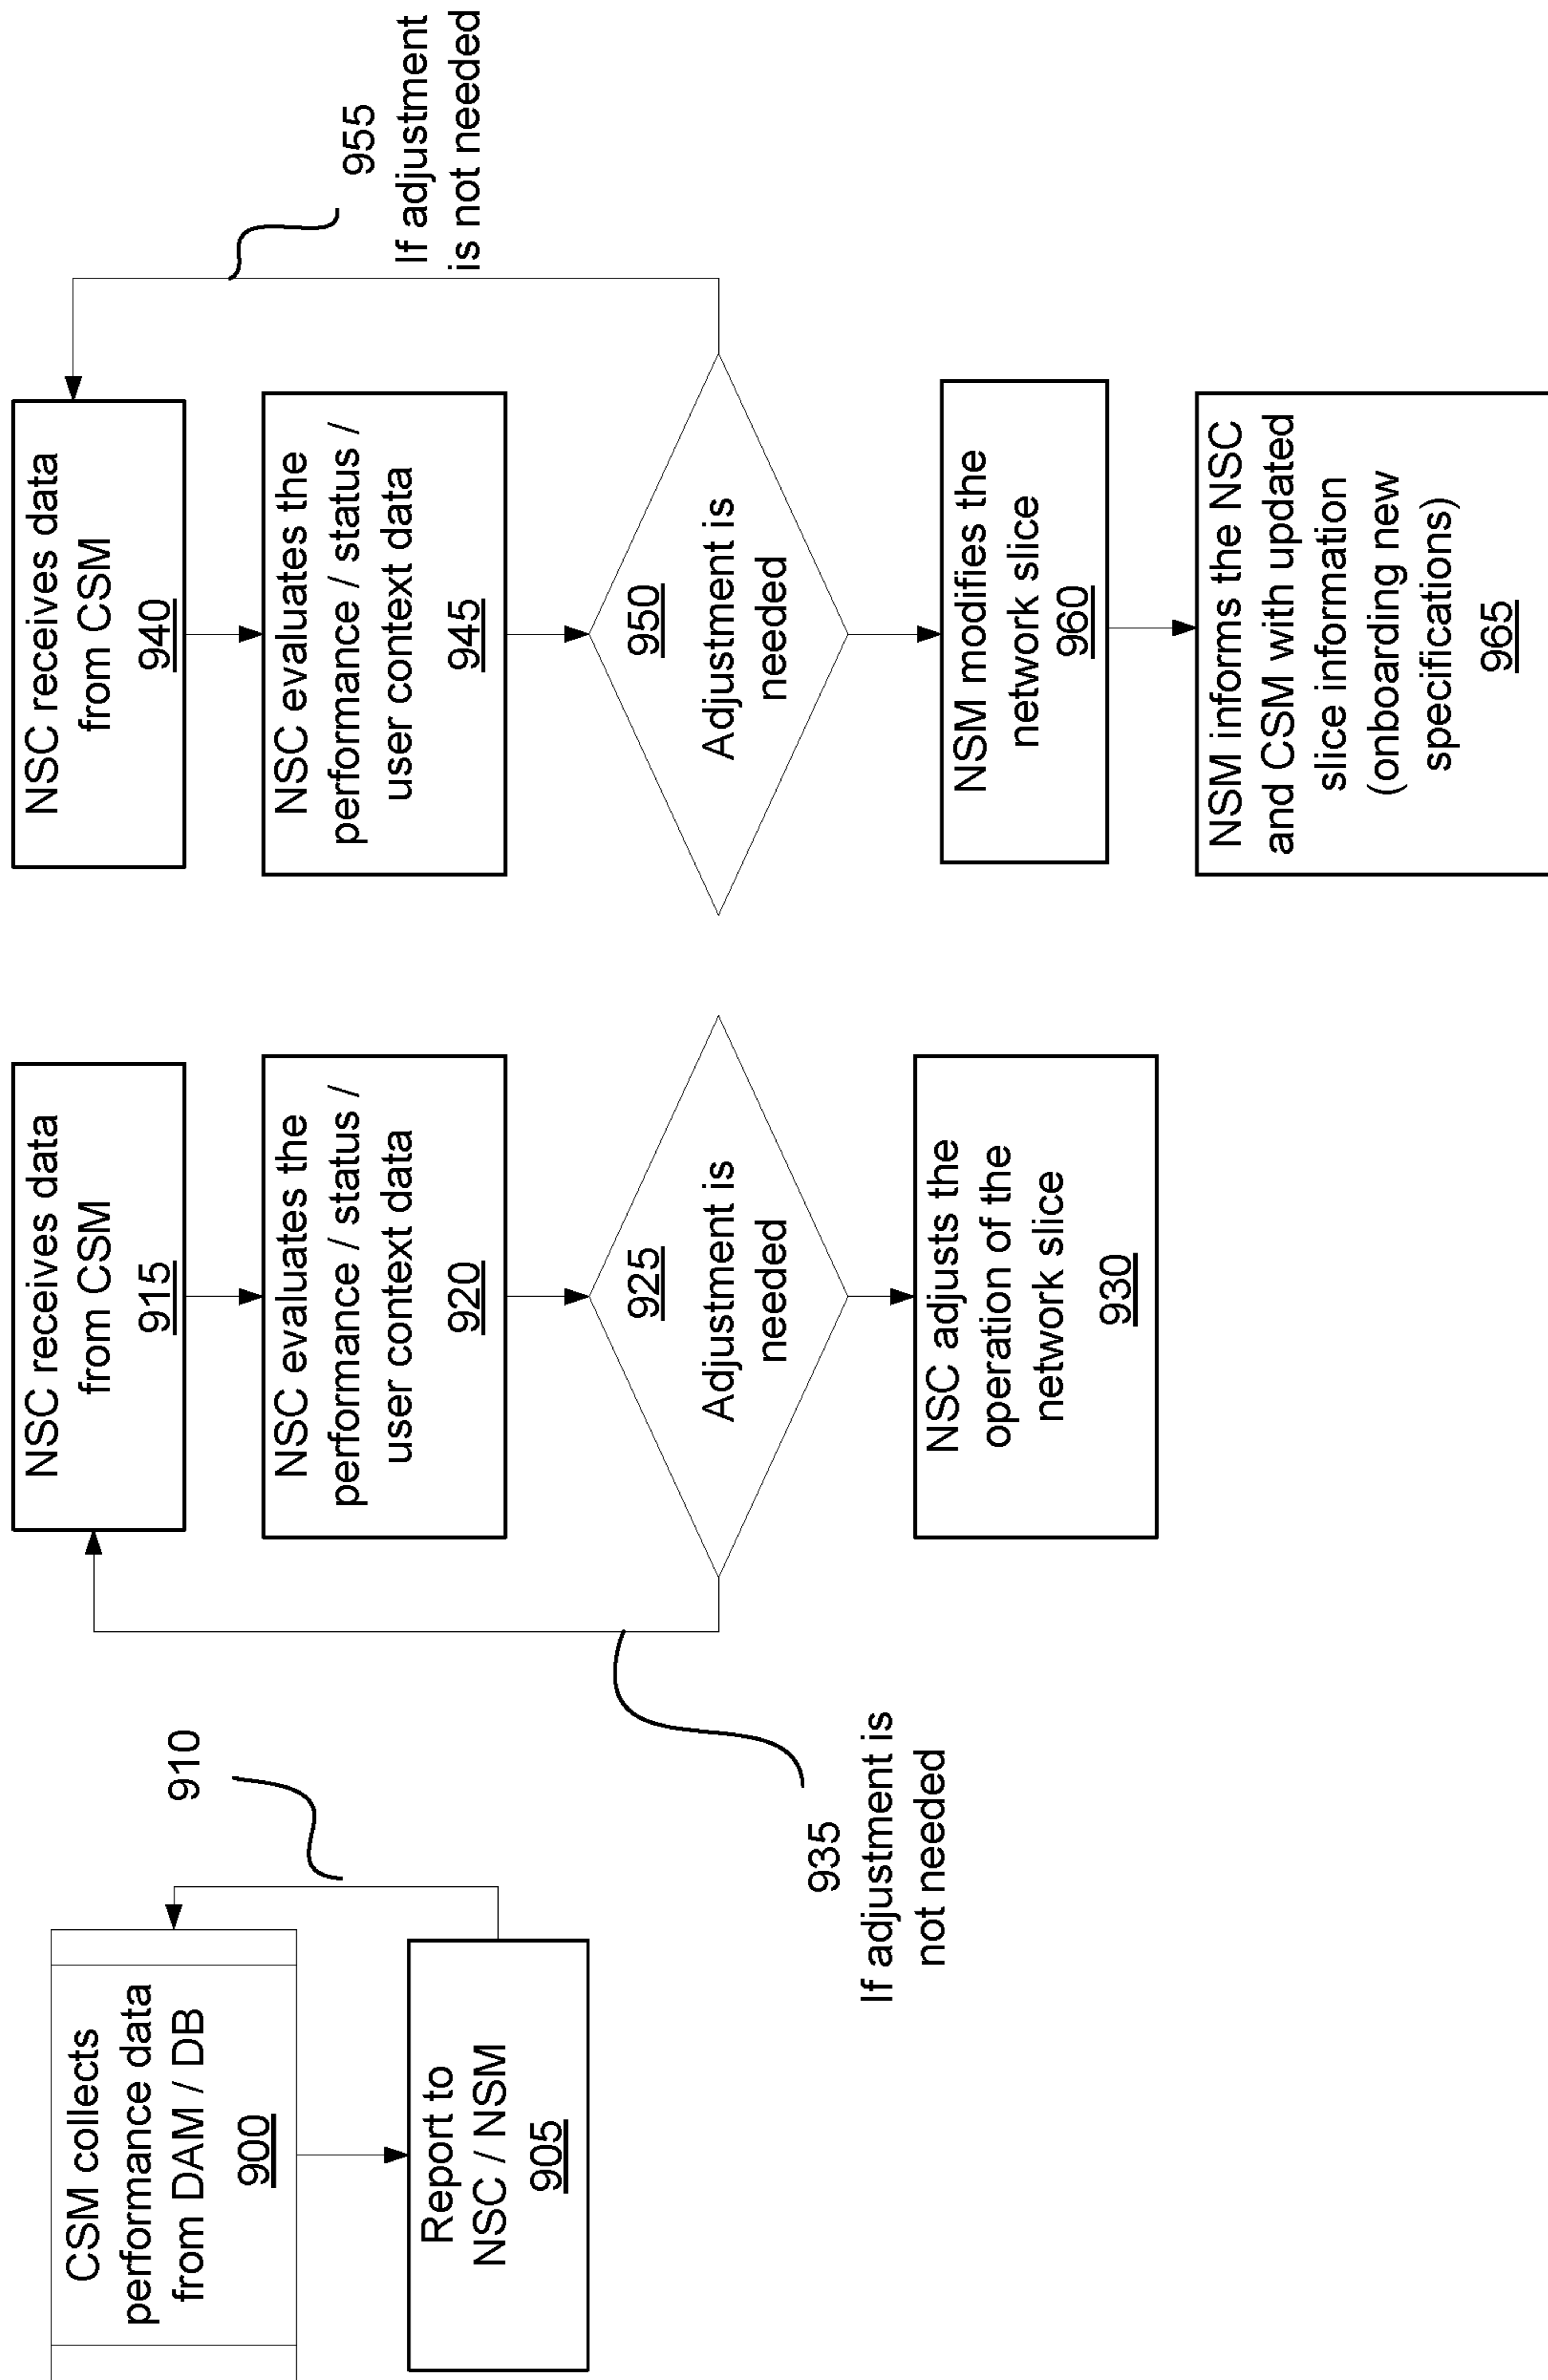 CSM collects
performance data
from DAM / DB
900
Report to
NSC / NSM
905
910
NSC receives data
from CSM
915
NSC evaluates the
performance / status /
user context data
920
925
Adjustment is
needed
NSC adjusts the
operation of the
network slice
930
935
If adjustment is
not needed
NSC receives data
from CSM
940
NSC evaluates the
performance / status /
user context data
945
950
Adjustment is
needed
955
If adjustment
is not needed
NSM modifies the
network slice
960
NSM informs the NSC
and CSM with updated
slice information
(onboarding new
specifications)
965